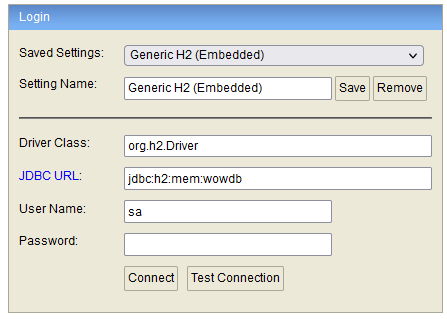 Login
Saved Settings: Generic H2 (Embedded)
Setting Name: Generic H2 (Embedded) Save Remove
Driver Class: org.h2.Driver
JDBC URL: jdbc:h2:mem:wowdb
User Name: sa
Password:
Connect Test Connection